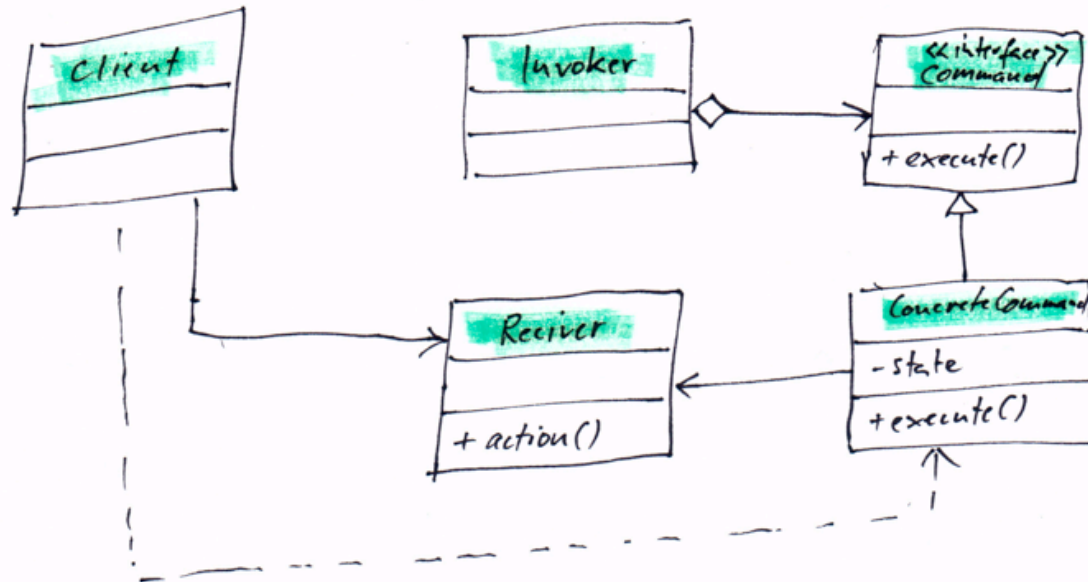 Client
Invoker
<<interface>>
Command
+ execute()
Reciver
+ action()
ConcreteCommand
- state
+ execute()